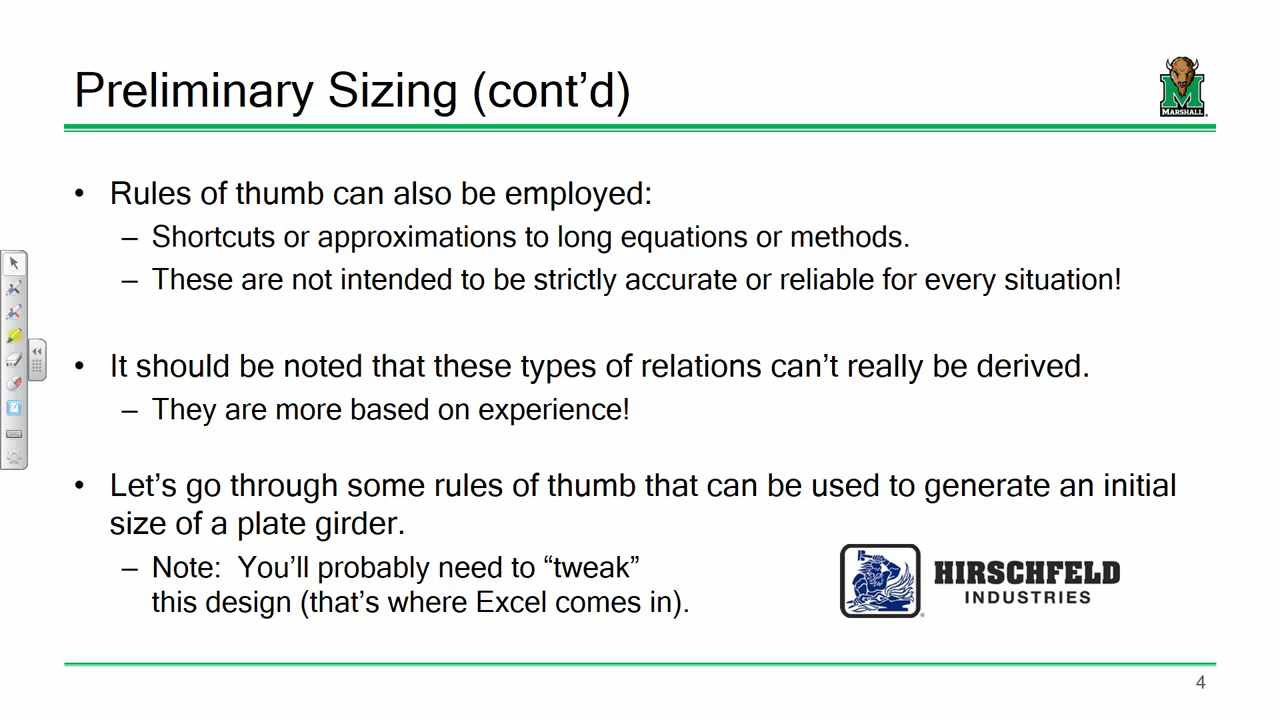 Preliminary Sizing (cont’d)
MARSHALL
• Rules of thumb can also be employed:
– Shortcuts or approximations to long equations or methods.
– These are not intended to be strictly accurate or reliable for every situation!
• It should be noted that these types of relations can’t really be derived.
– They are more based on experience!
• Let’s go through some rules of thumb that can be used to generate an initial
size of a plate girder.
– Note: You’ll probably need to “tweak”
this design (that’s where Excel comes in).
HIRSCHFELD
INDUSTRIES
4